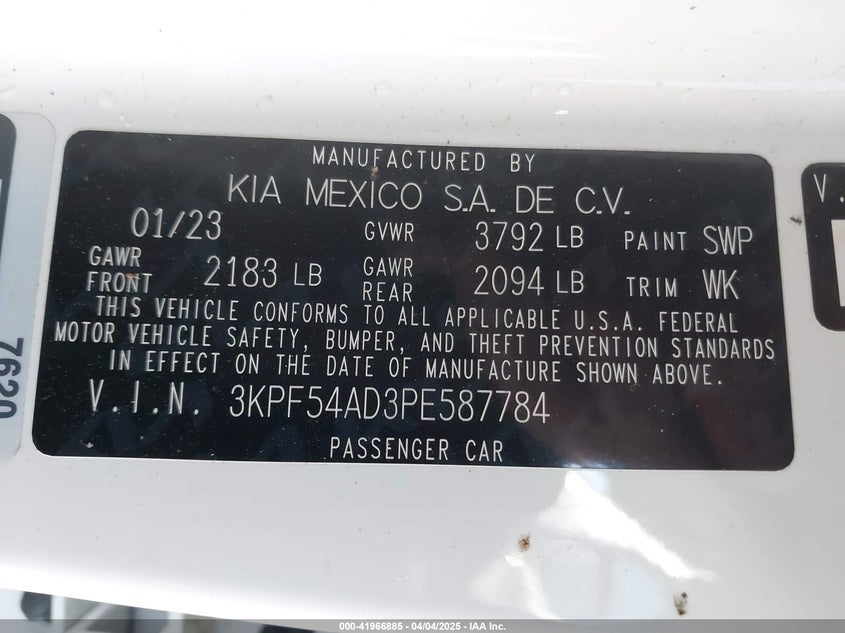 MANUFACTURED BY
KIA MEXICO S.A. DE C.V.
01/23 GVWR 3792 LB PAINT SWP
GAWR FRONT 2183 LB GAWR REAR 2094 LB TRIM WK
THIS VEHICLE CONFORMS TO ALL APPLICABLE U.S.A. FEDERAL
MOTOR VEHICLE SAFETY, BUMPER, AND THEFT PREVENTION STANDARDS
IN EFFECT ON THE DATE OF MANUFACTURE SHOWN ABOVE.
V.I.N. 3KPF54AD3PE587784
PASSENGER CAR
7620
V.
000-41966885 - 04/04/2025 - IAA Inc.